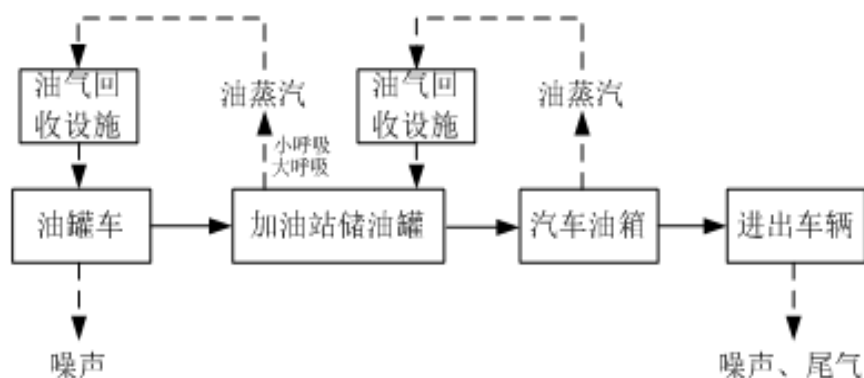 油气回
收设施
油蒸汽
油气回
收设施
油蒸汽
小呼吸
大呼吸
油罐车
加油站储油罐
汽车油箱
进出车辆
噪声
噪声、尾气